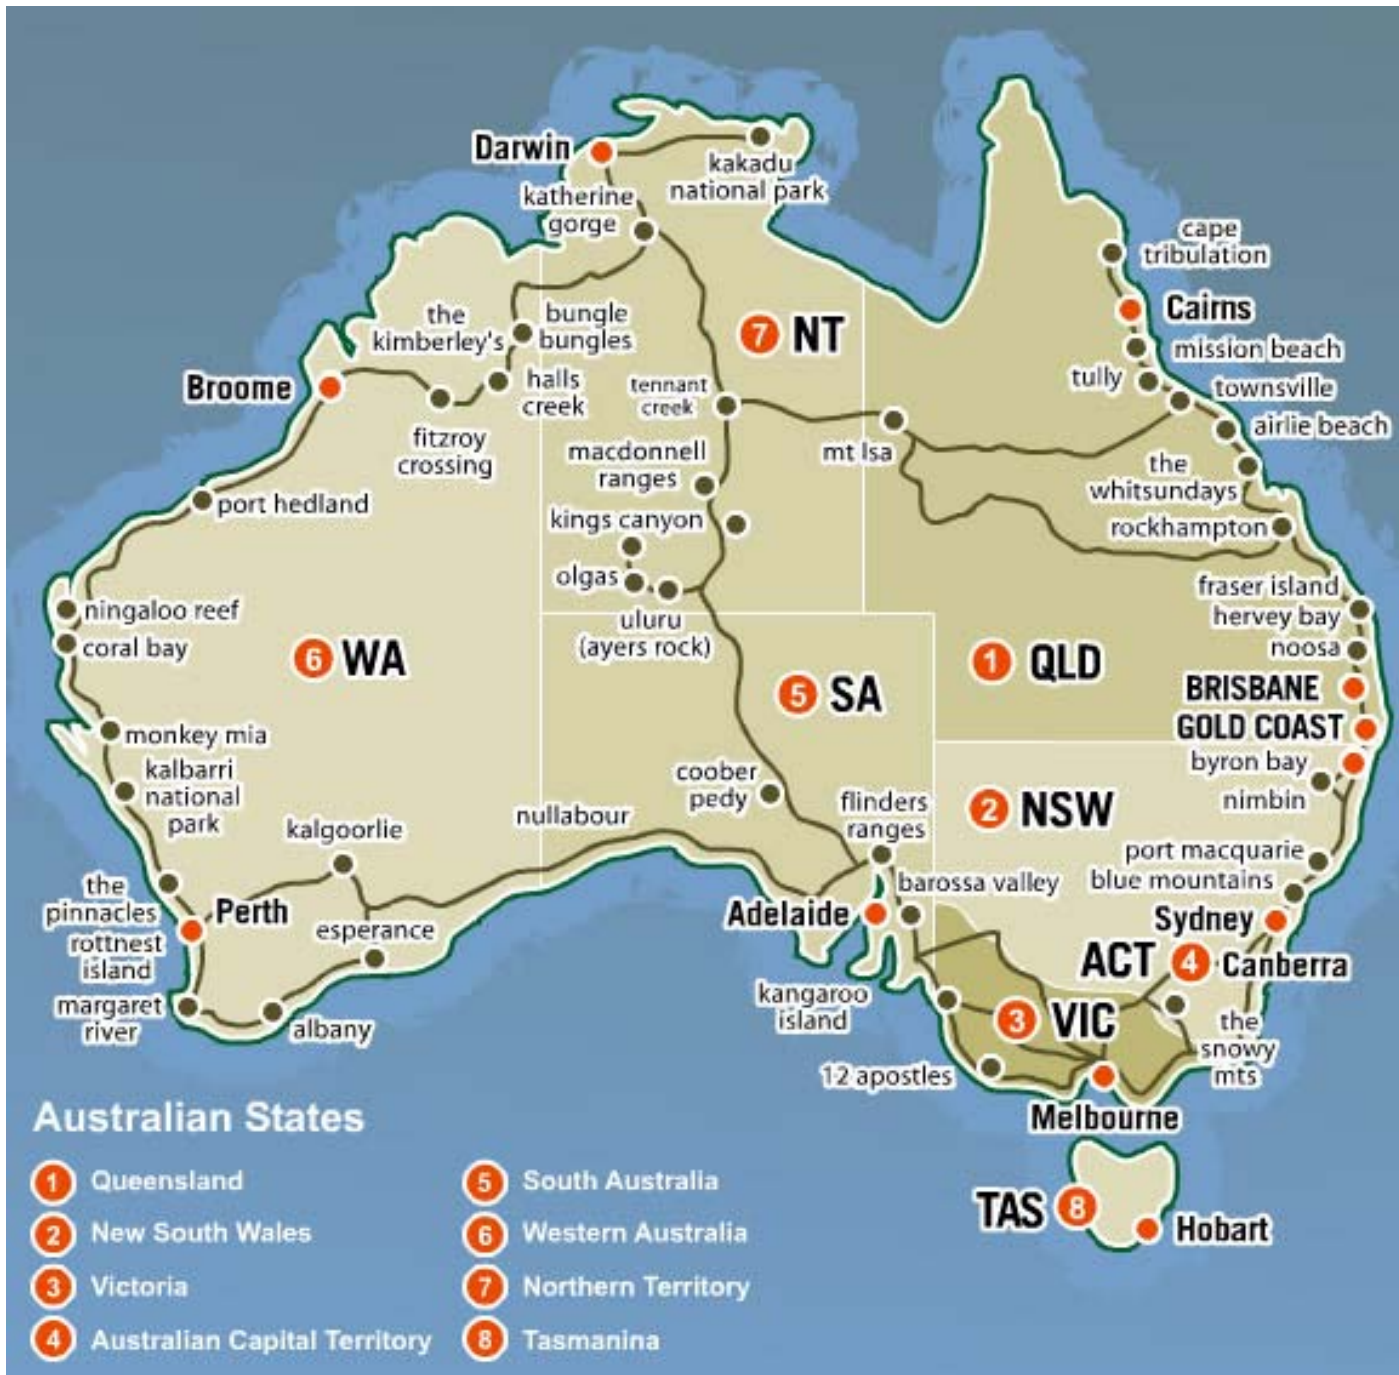 Darwin
kakadu
national park
katherine
gorge
cape
tribulation
Cairns
the
kimberley's
bungle
bungles
7 NT
mission beach
Broome
halls
creek
tennant
creek
tully
townsville
airlie beach
fitzroy
crossing
macdonnell
ranges
mt lsa
the
whitsundays
port hedland
kings canyon
rockhampton
olgas
fraser island
ningaloo reef
uluru
(ayers rock)
hervey bay
coral bay
noosa
6 WA
1 QLD
5 SA
BRISBANE
monkey mia
GOLD COAST
kalbarri
national
park
coober
pedy
byron bay
flinders
ranges
2 NSW
nimbin
nullabour
kalgoorlie
port macquarie
the
pinnacles
barossa valley
blue mountains
Perth
Adelaide
Sydney
rottnest
island
esperance
ACT 4 Canberra
margaret
river
albany
kangaroo
island
3 VIC
the
snowy
mts
12 apostles
Melbourne
TAS 8
Hobart
Australian States
1 Queensland
2 New South Wales
3 Victoria
4 Australian Capital Territory
5 South Australia
6 Western Australia
7 Northern Territory
8 Tasmanina